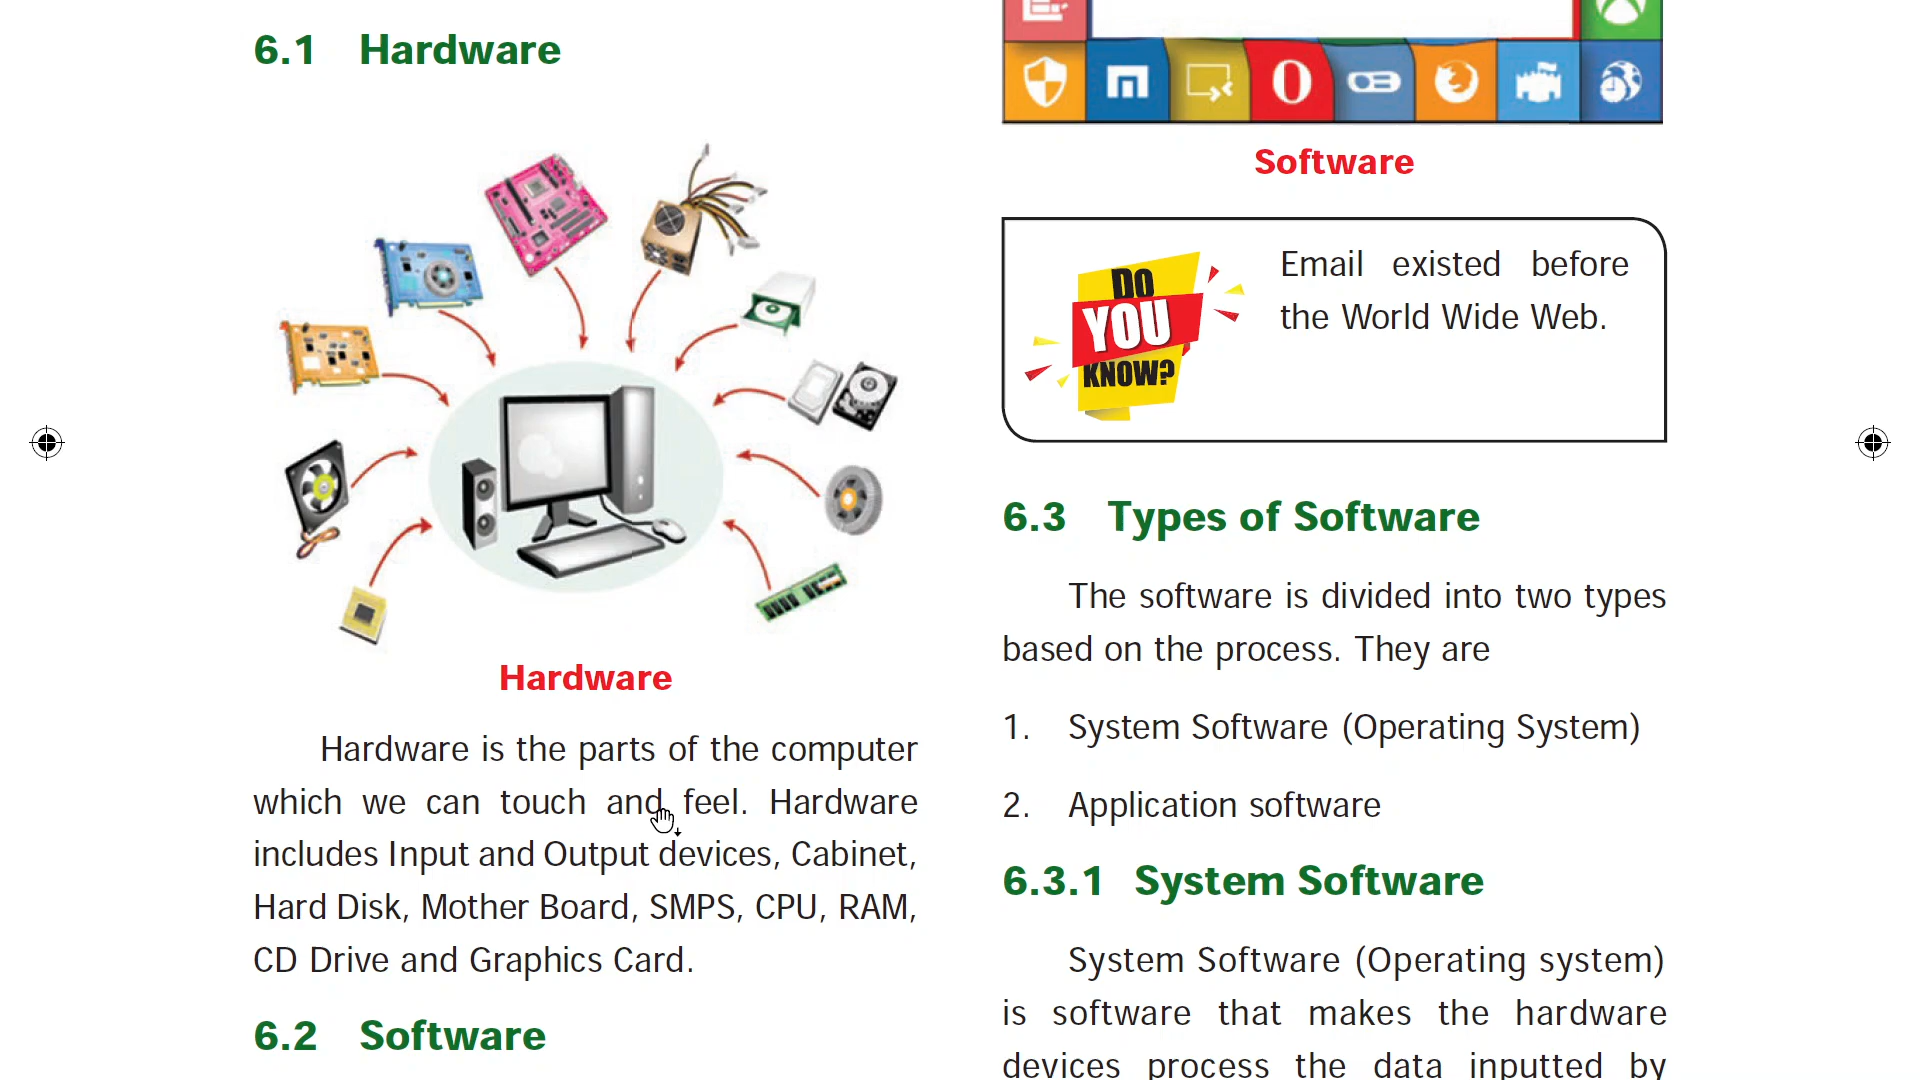 6.1 Hardware
Hardware
Hardware is the parts of the computer
which we can touch and feel. Hardware
includes Input and Output devices, Cabinet,
Hard Disk, Mother Board, SMPS, CPU, RAM,
CD Drive and Graphics Card.
6.2 Software
Software
DO
YOU
KNOW?
Email existed before
the World Wide Web.
6.3 Types of Software
The software is divided into two types
based on the process. They are
1. System Software (Operating System)
2. Application software
6.3.1 System Software
System Software (Operating system)
is software that makes the hardware
devices process the data inputted by